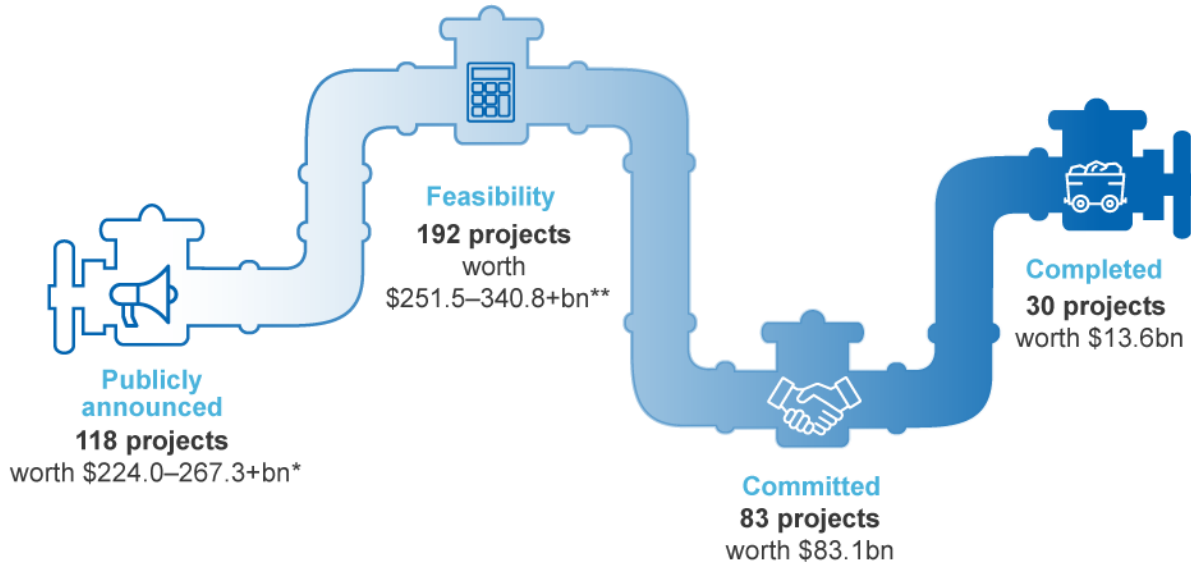 Publicly
announced
118 projects
worth $224.0–267.3+bn*
Feasibility
192 projects
worth
$251.5–340.8+bn**
Committed
83 projects
worth $83.1bn
Completed
30 projects
worth $13.6bn